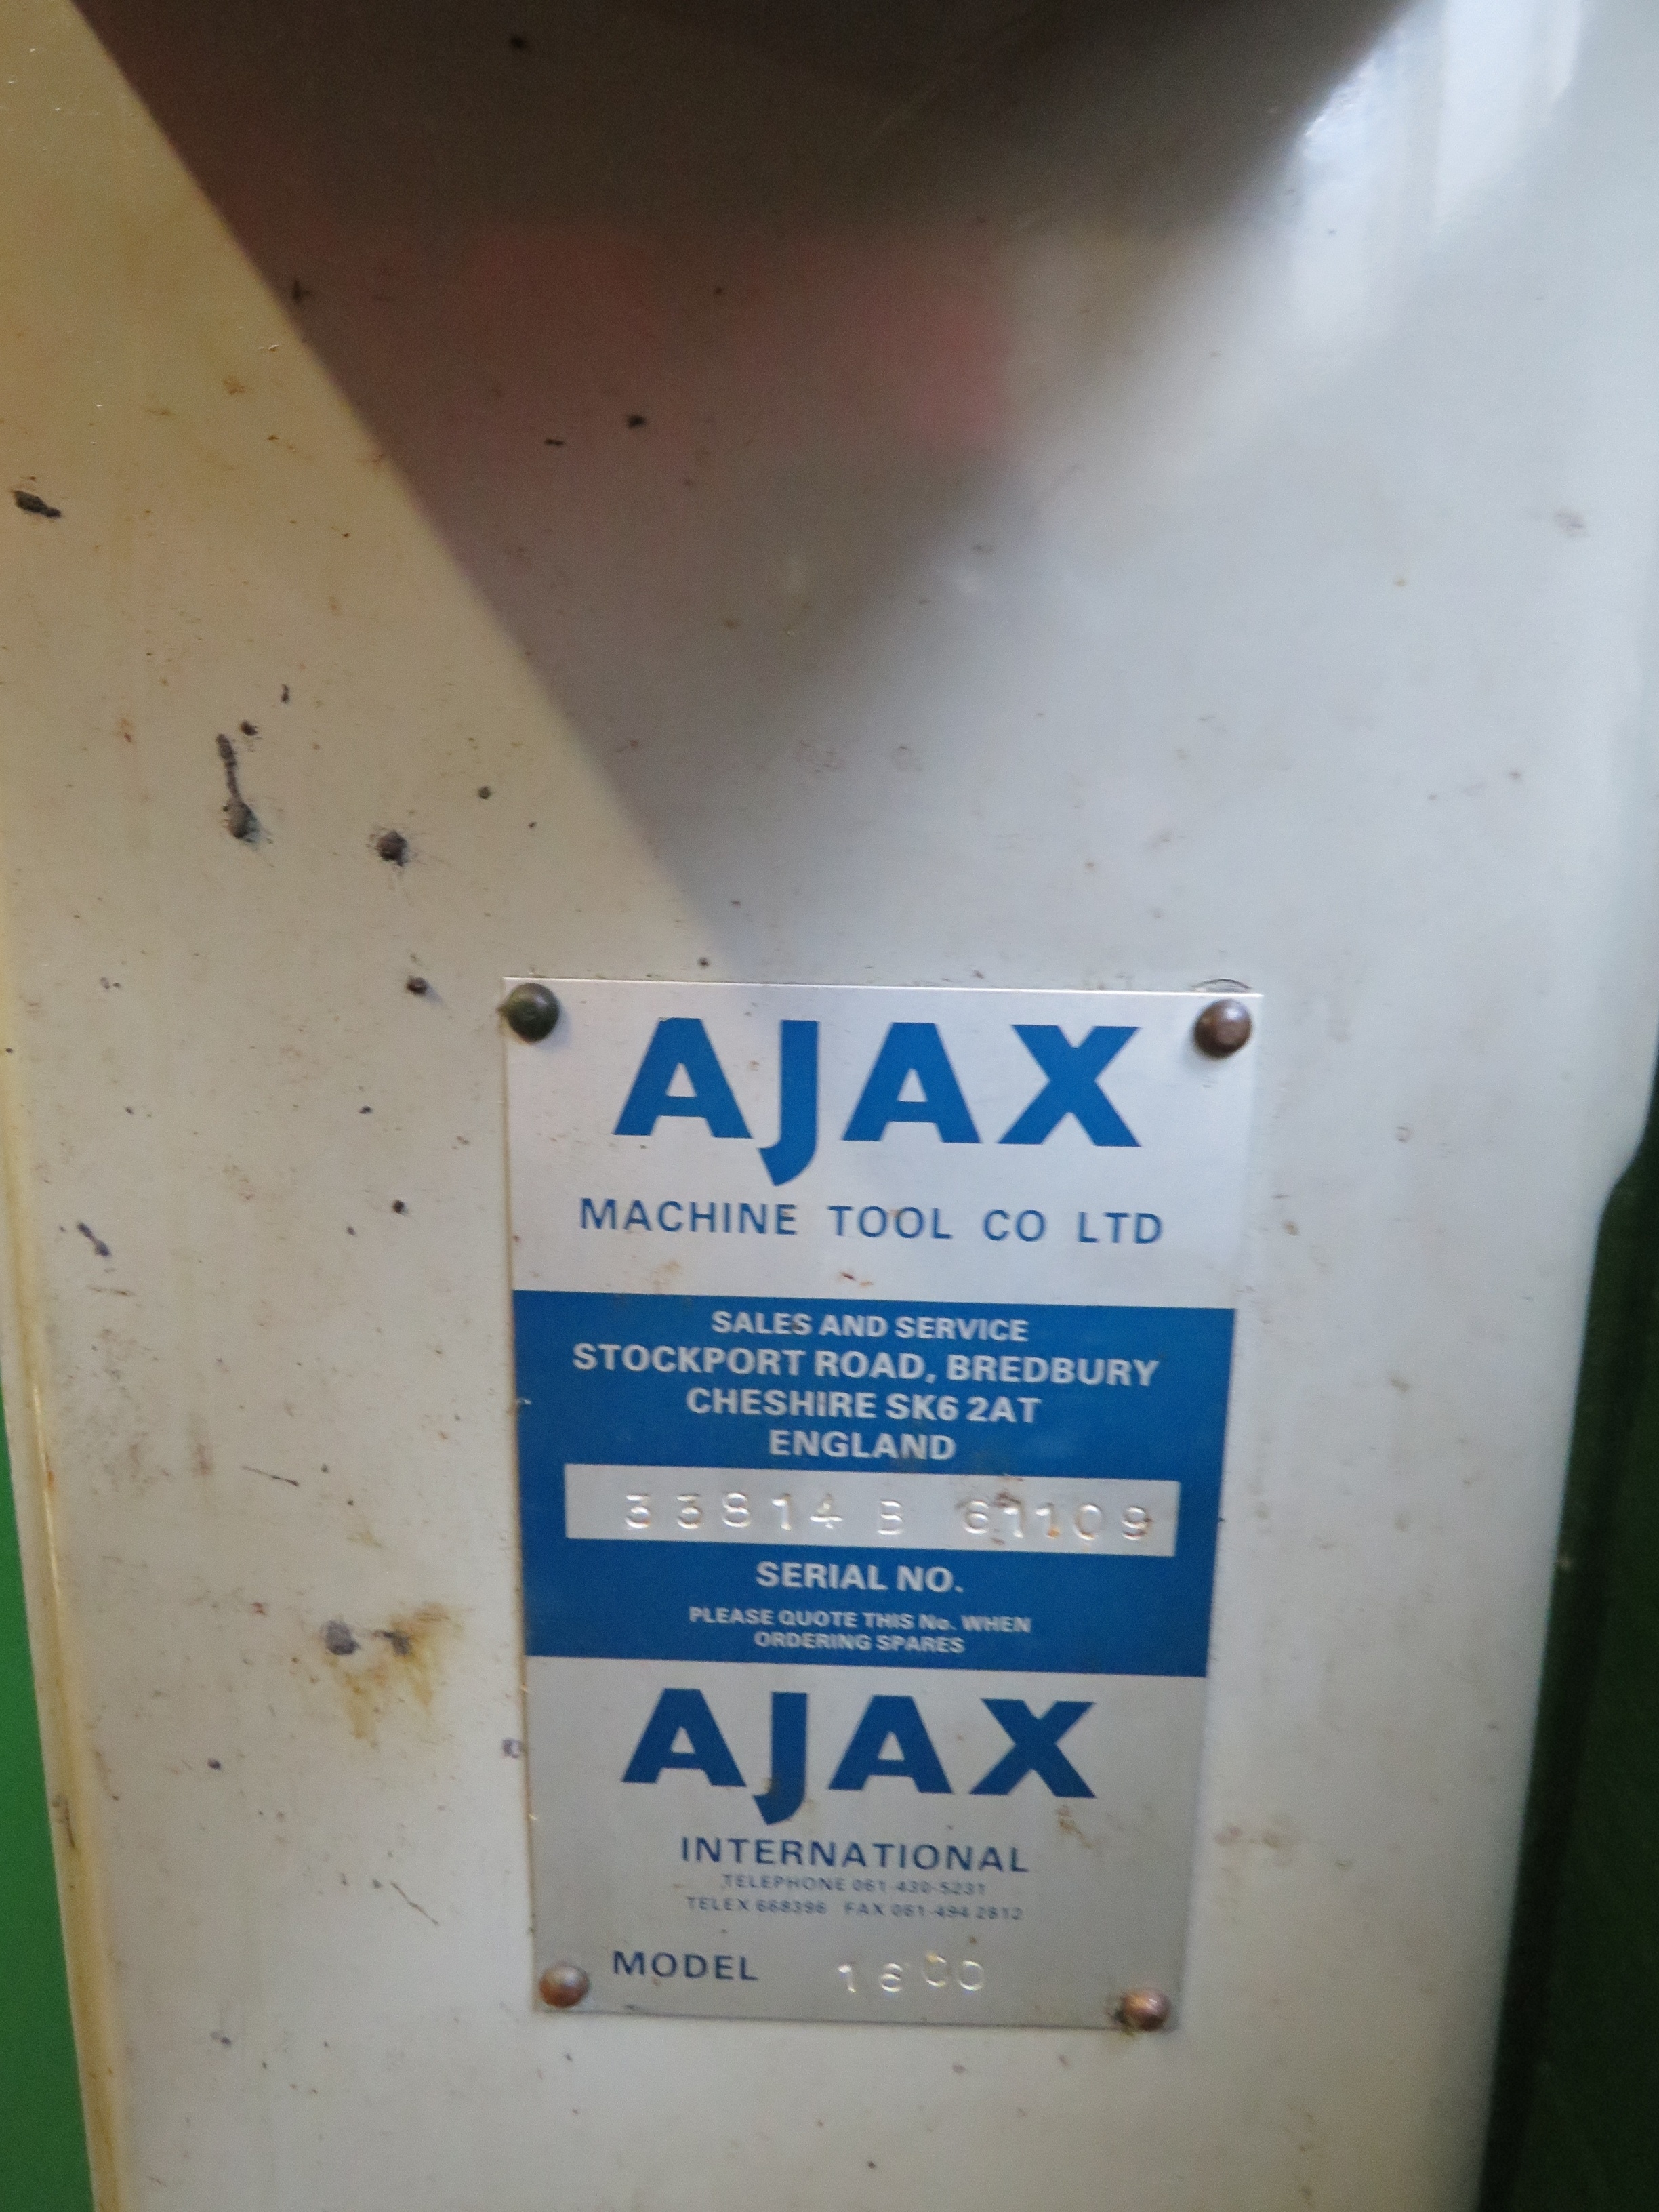 AJAX
MACHINE TOOL CO LTD
SALES AND SERVICE
STOCKPORT ROAD, BREDBURY
CHESHIRE SK6 2AT
ENGLAND
33814 B 61109
SERIAL NO.
PLEASE QUOTE THIS No. WHEN
ORDERING SPARES
AJAX
INTERNATIONAL
TELEPHONE 061-430-5231
TELEX 668396 FAX 061-494 2812
MODEL 1600